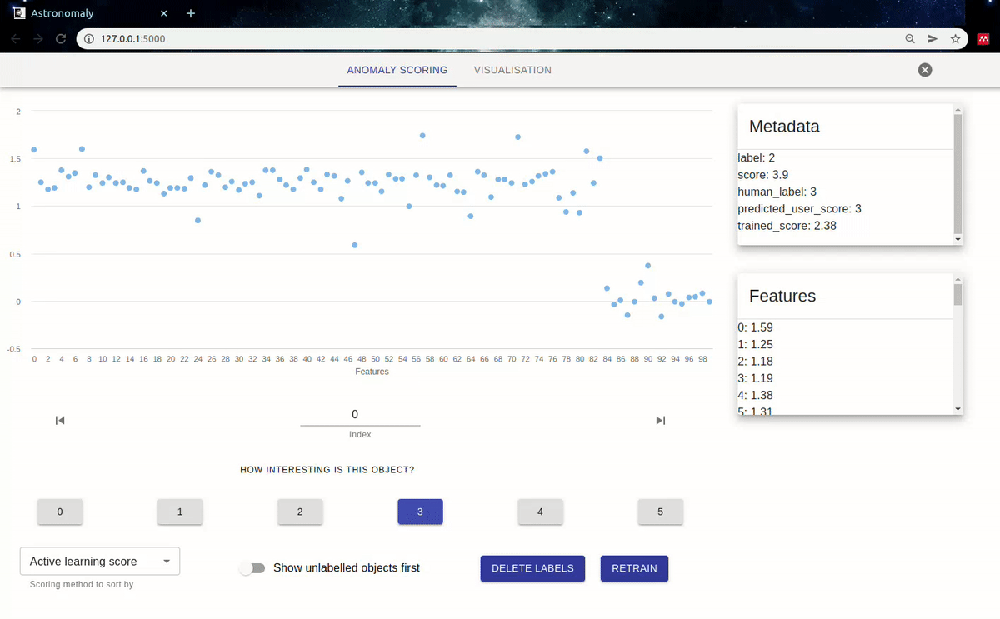 Astronomaly
127.0.0.1:5000
ANOMALY SCORING VISUALISATION
2
1.5
1
0.5
0
-0.5
0 2 4 6 8 10 12 14 16 18 20 22 24 26 28 30 32 34 36 38 40 42 44 46 48 50 52 54 56 58 60 62 64 66 68 70 72 74 76 78 80 82 84 86 88 90 92 94 96 98
Features
Metadata
label: 2
score: 3.9
human_label: 3
predicted_user_score: 3
trained_score: 2.38
Features
0: 1.59
1: 1.25
2: 1.18
3: 1.19
4: 1.38
5: 1.31
0
Index
HOW INTERESTING IS THIS OBJECT?
0 1 2 3 4 5
Active learning score
Scoring method to sort by
Show unlabelled objects first
DELETE LABELS
RETRAIN